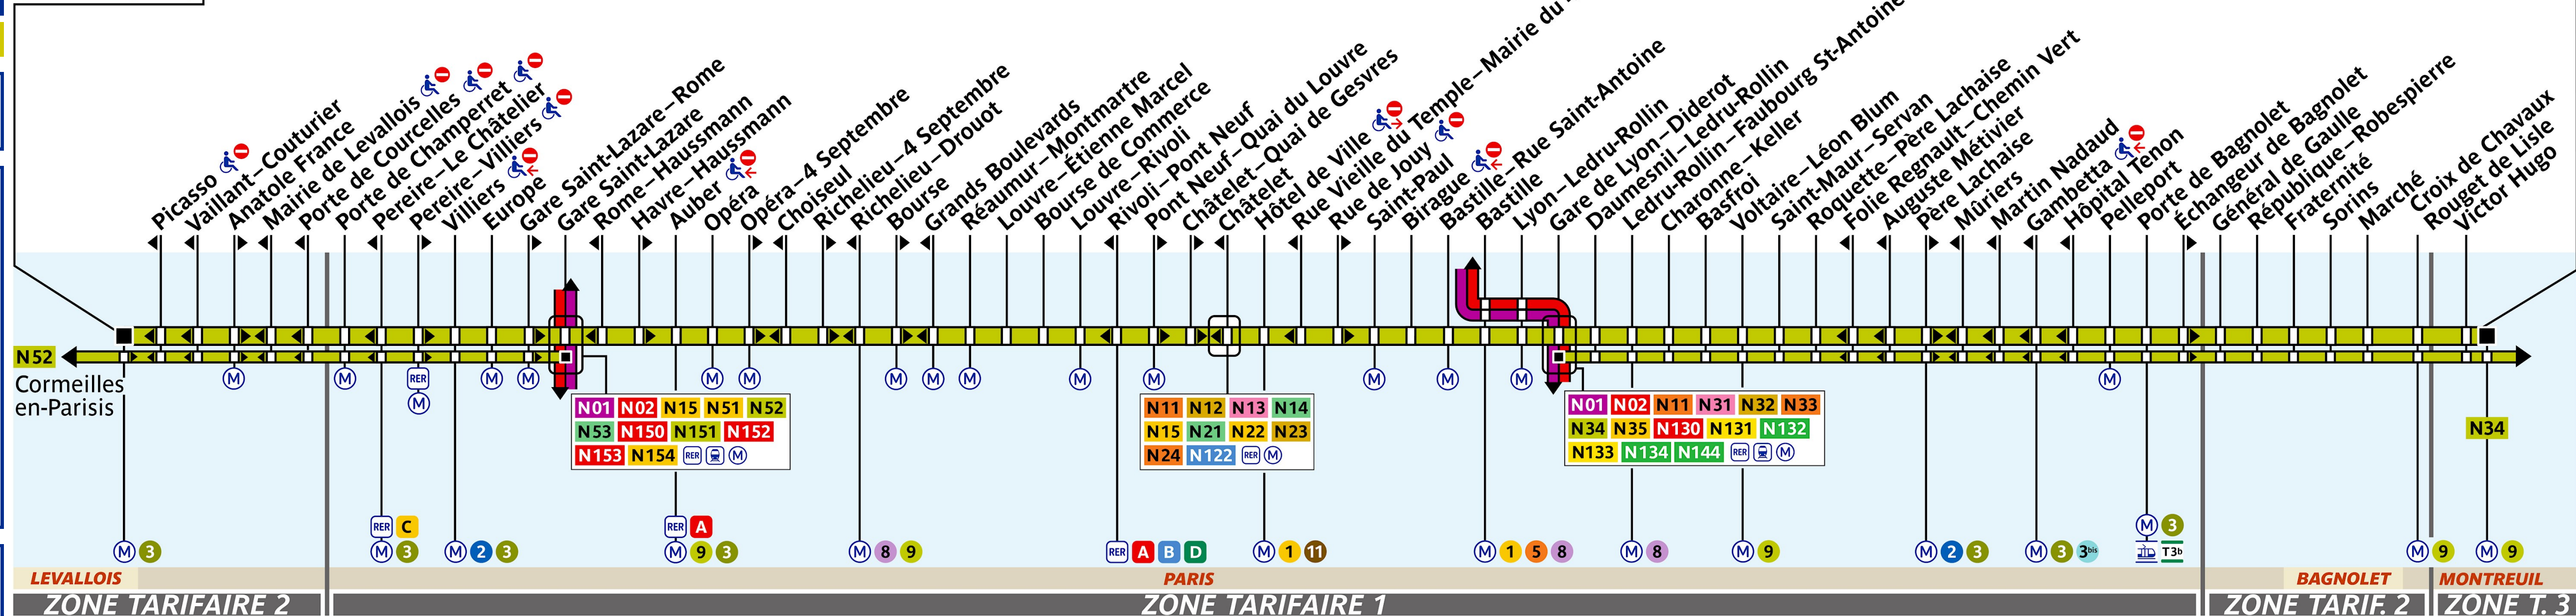 Picasso
Vaillant–Couturier
Anatole France
Mairie de Levallois
Porte de Courcelles
Porte de Champerret
Pereire–Le Châtelier
Pereire–Villiers
Villiers
Europe
Gare Saint-Lazare–Rome
Gare Saint-Lazare
Rome–Haussmann
Havre–Haussmann
Auber
Opéra
Opéra–4 Septembre
Choiseul
Richelieu–4 Septembre
Richelieu–Drouot
Bourse
Grands Boulevards
Réaumur–Montmartre
Louvre–Étienne Marcel
Bourse de Commerce
Louvre–Rivoli
Rivoli–Pont Neuf
Pont Neuf–Quai du Louvre
Châtelet–Quai de Gesvres
Châtelet
Hôtel de Ville
Rue Vieille du Temple–Mairie du
Rue de Jouy
Saint-Paul
Birague
Bastille–Rue Saint-Antoine
Bastille
Lyon–Ledru-Rollin
Gare de Lyon–Diderot
Daumesnil–Ledru-Rollin
Ledru-Rollin–Faubourg St-Antoine
Charonne–Keller
Basfroi
Voltaire–Léon Blum
Saint-Maur–Servan
Roquette–Père Lachaise
Folie Regnault–Chemin Vert
Auguste Métivier
Père Lachaise
Mûriers
Martin Nadaud
Gambetta
Hôpital Tenon
Pelleport
Porte de Bagnolet
Échangeur de Bagnolet
Général de Gaulle
République–Robespierre
Fraternité
Sorins
Marché
Croix de Chavaux
Rouget de Lisle
Victor Hugo
N52
Cormeilles
en-Parisis
M M RER M M M M M M M M M M M M M M
M
N01 N02 N15 N51 N52
N53 N150 N151 N152
N153 N154 RER M
N11 N12 N13 N14
N15 N21 N22 N23
N24 N122 RER M
N01 N02 N11 N31 N32 N33
N34 N35 N130 N131 N132
N133 N134 N144 RER M
N34
RER C
RER A
M 3
M 3
M 3
M 2 3
M 9 3
M 8 9
RER A B D
M 1 11
M 1 5 8
M 8
M 9
M 2 3
M 3 3bis
T3b
M 9
M 9
LEVALLOIS
PARIS
BAGNOLET
MONTREUIL
ZONE TARIFAIRE 2
ZONE TARIFAIRE 1
ZONE TARIF. 2
ZONE T. 3